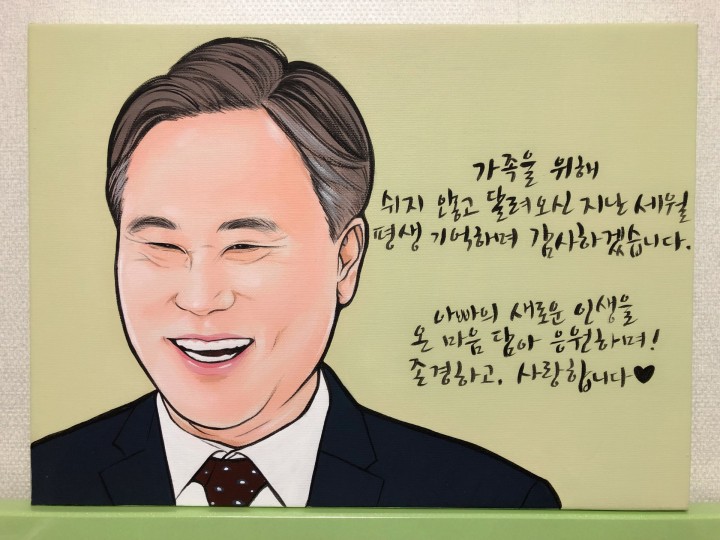 가족을 위해
쉬지 않고 달려오신 지난 세월
평생 기억하며 감사하겠습니다.
아빠의 새로운 인생을
온 마음 담아 응원하며!
존경하고, 사랑합니다♥